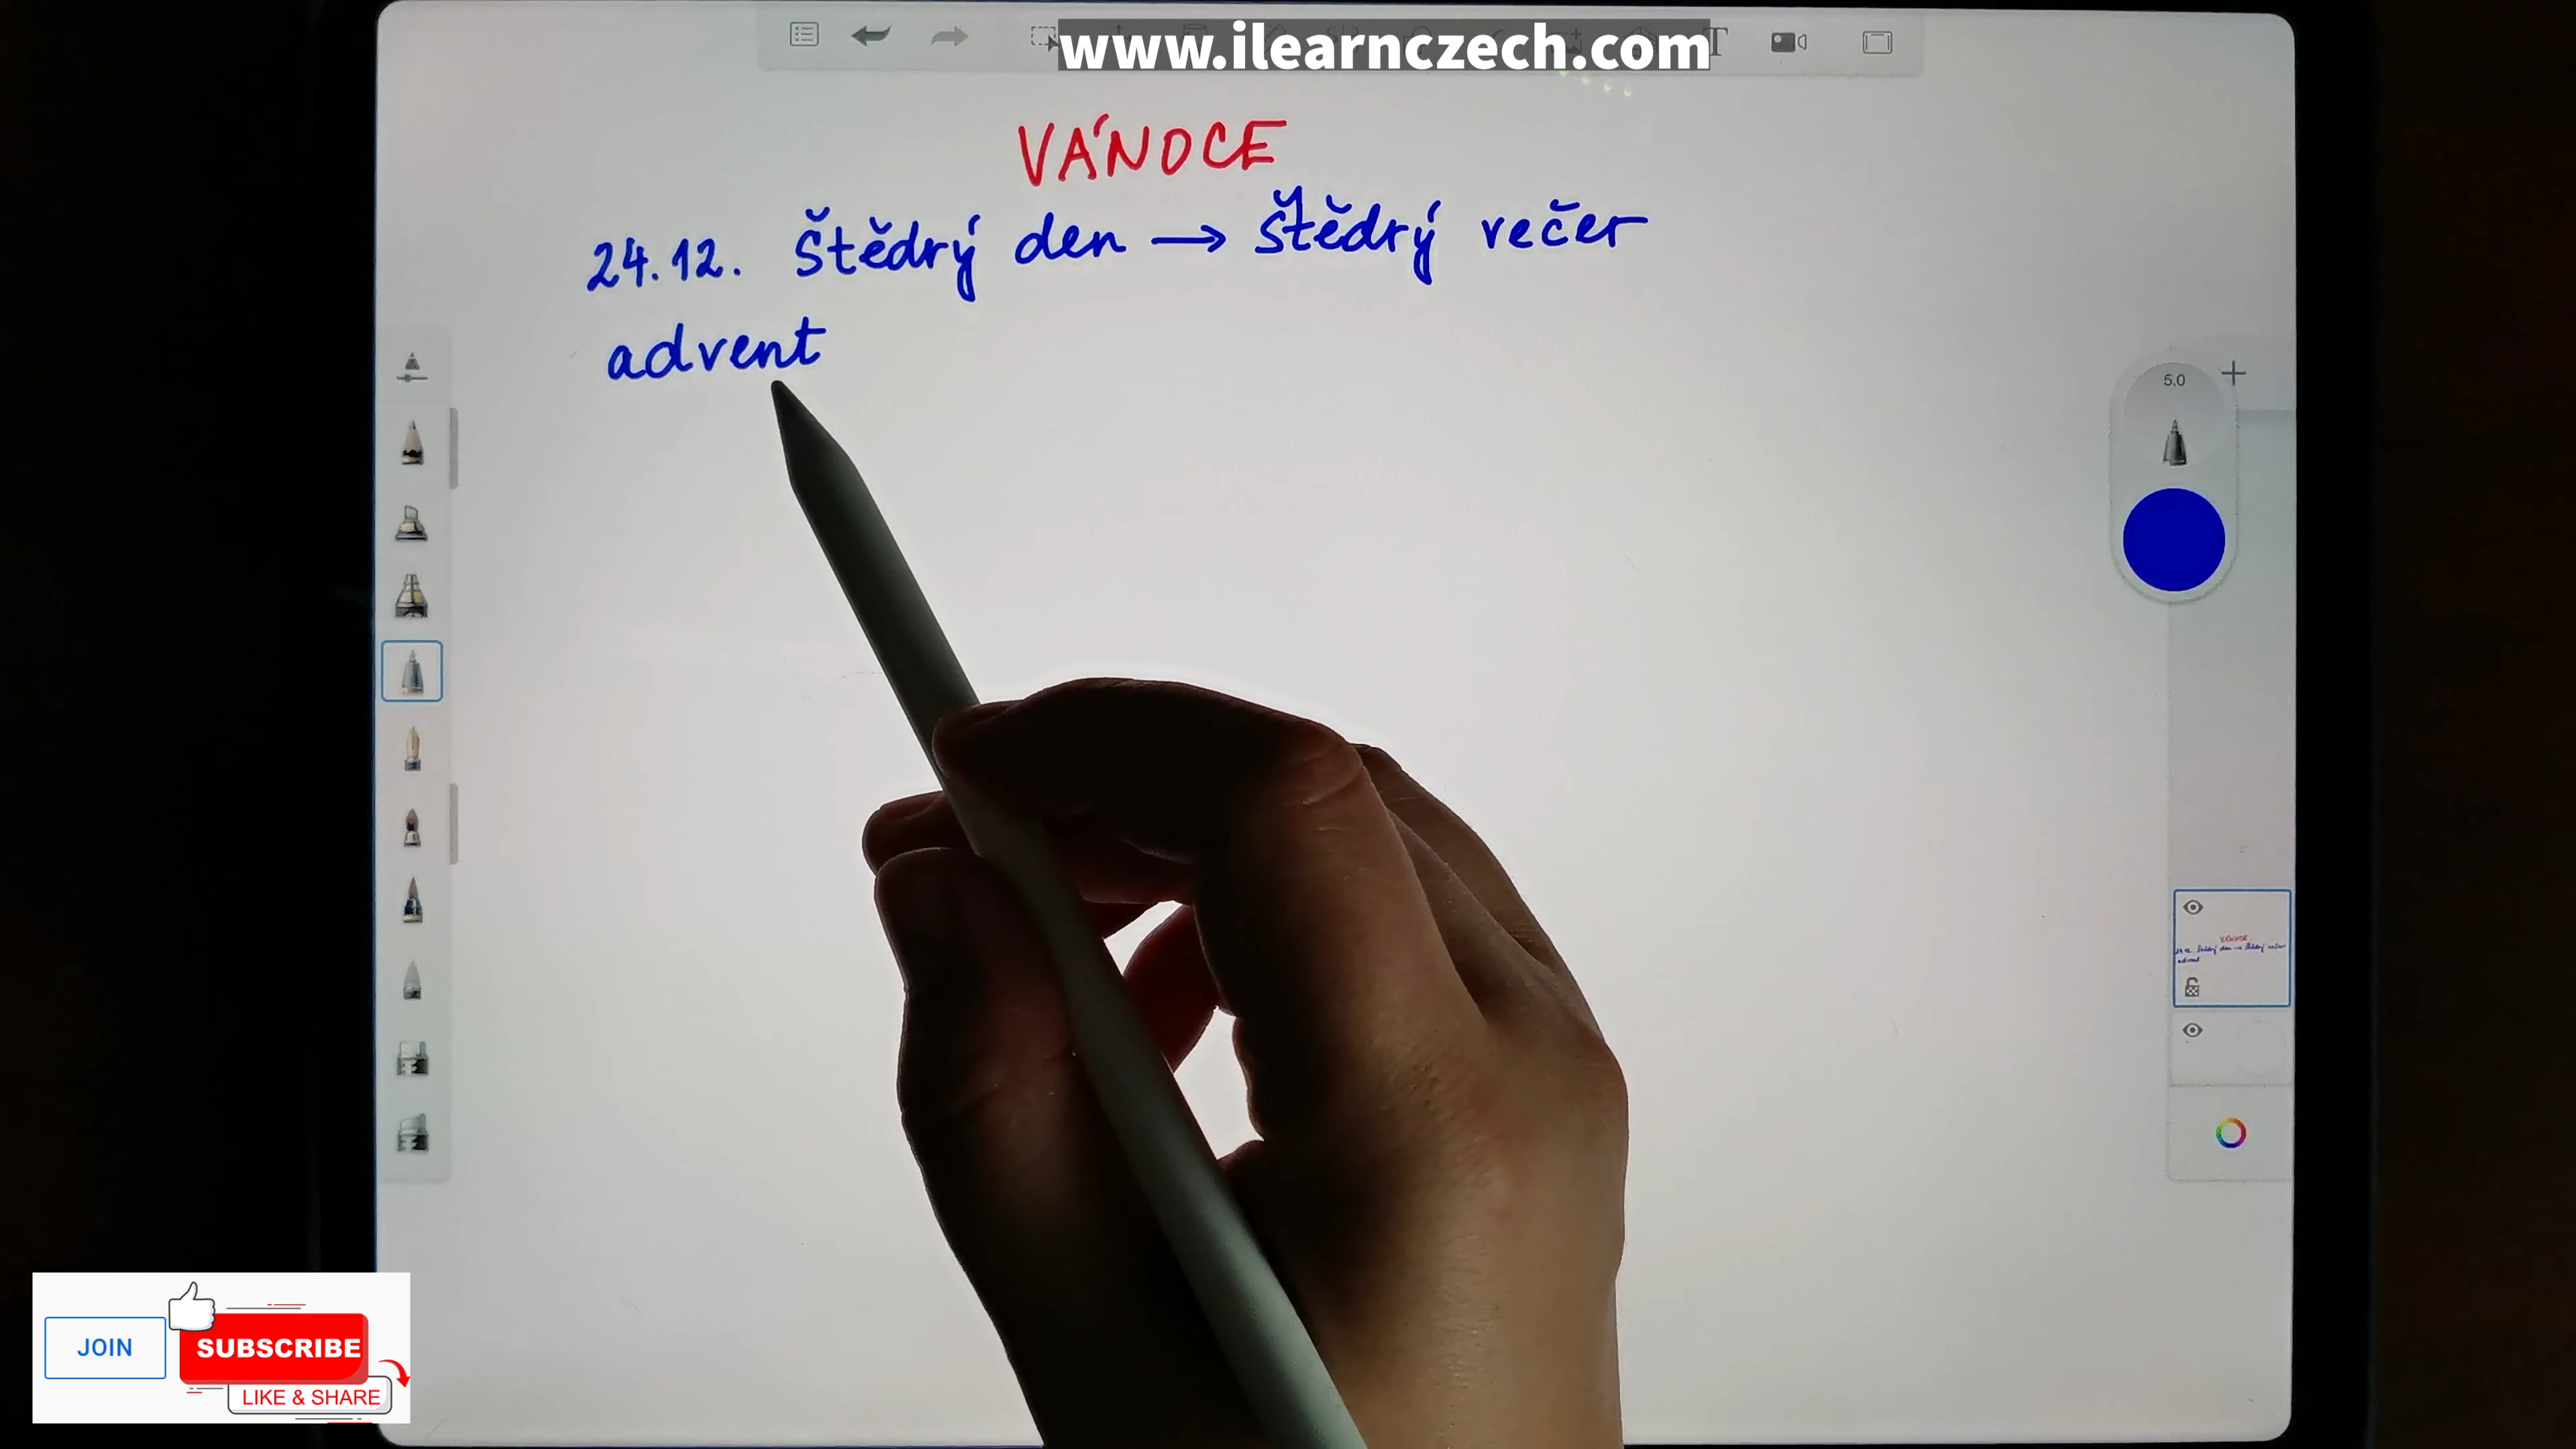 www.ilearnczech.com
VÁNOCE
24.12. Štědrý den → Štědrý večer
advent
5.0
JOIN
SUBSCRIBE
LIKE & SHARE